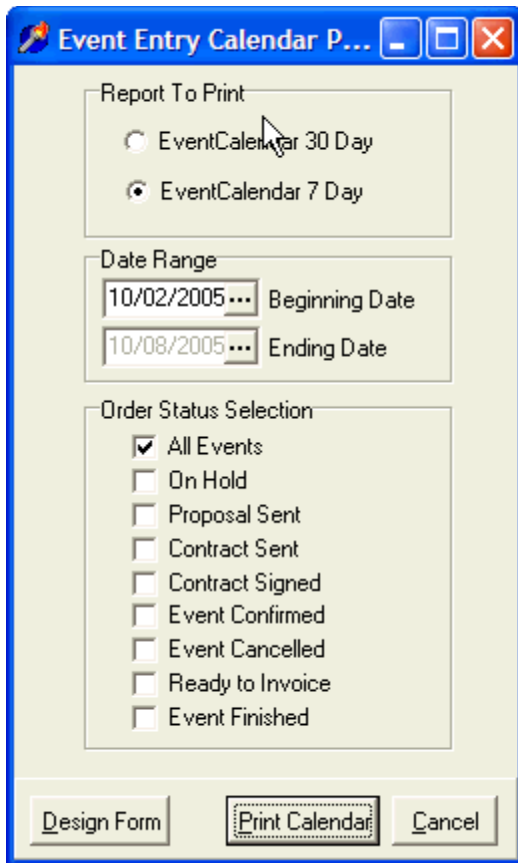 Event Entry Calendar P...
Report To Print
EventCalendar 30 Day
EventCalendar 7 Day
Date Range
10/02/2005 ... Beginning Date
10/08/2005 ... Ending Date
Order Status Selection
All Events
On Hold
Proposal Sent
Contract Sent
Contract Signed
Event Confirmed
Event Cancelled
Ready to Invoice
Event Finished
Design Form Print Calendar Cancel